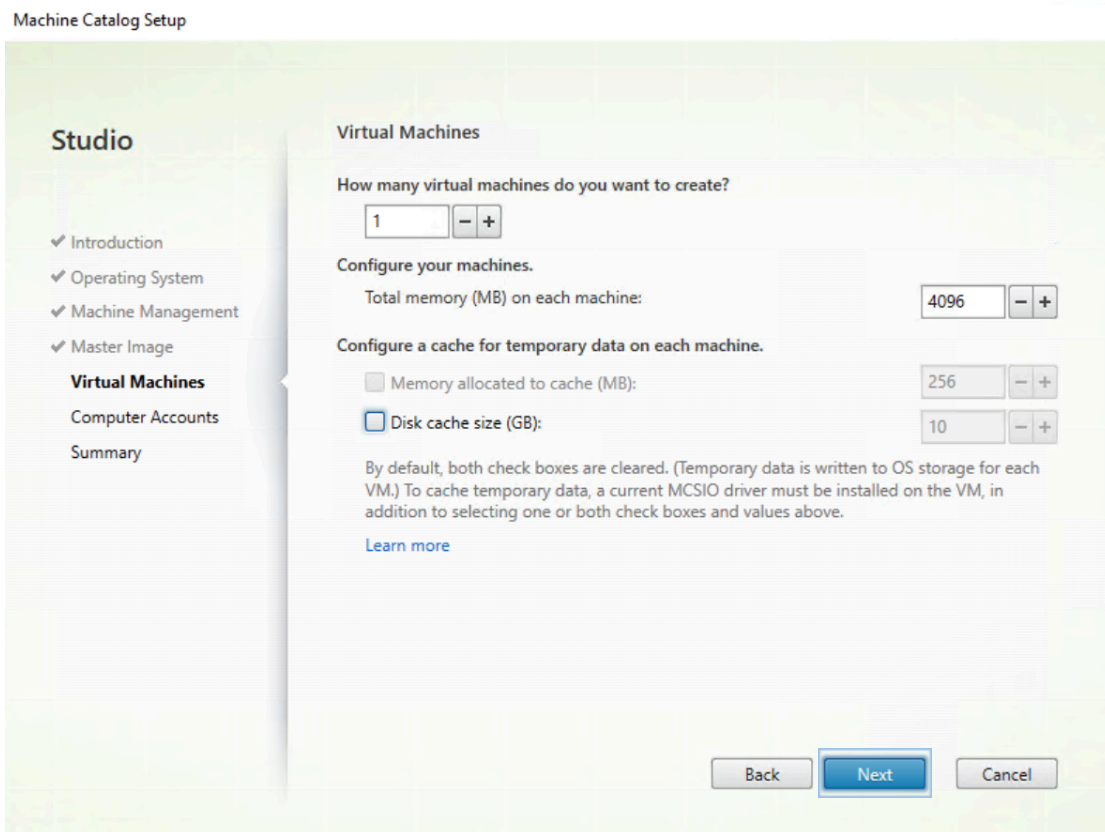 Machine Catalog Setup
Studio
Introduction
Operating System
Machine Management
Master Image
Virtual Machines
Computer Accounts
Summary
Virtual Machines
How many virtual machines do you want to create?
1
Configure your machines.
Total memory (MB) on each machine:
4096
Configure a cache for temporary data on each machine.
Memory allocated to cache (MB):
256
Disk cache size (GB):
10
By default, both check boxes are cleared. (Temporary data is written to OS storage for each
VM.) To cache temporary data, a current MCSIO driver must be installed on the VM, in
addition to selecting one or both check boxes and values above.
Learn more
Back
Next
Cancel